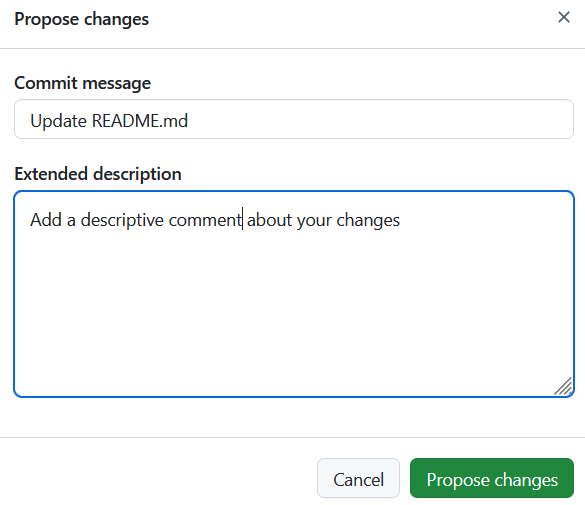 Propose changes
Commit message
Update README.md
Extended description
Add a descriptive comment about your changes
Cancel
Propose changes